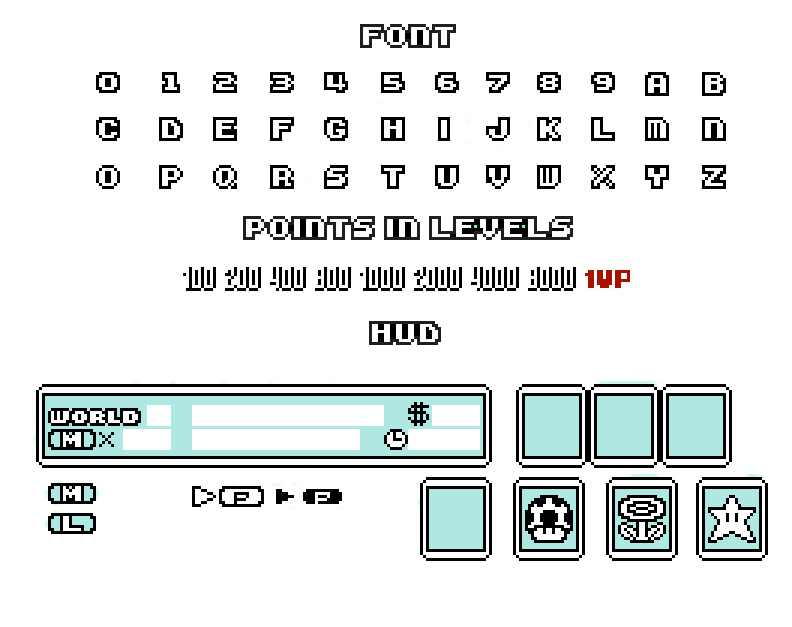 FONT
0 1 2 3 4 5 6 7 8 9 A B
C D E F G H I J K L M N
O P Q R S T U V W X Y Z
POINTS IN LEVELS
100 200 400 800 1000 2000 4000 8000 1UP
HUD
WORLD $
M×
M P P
L